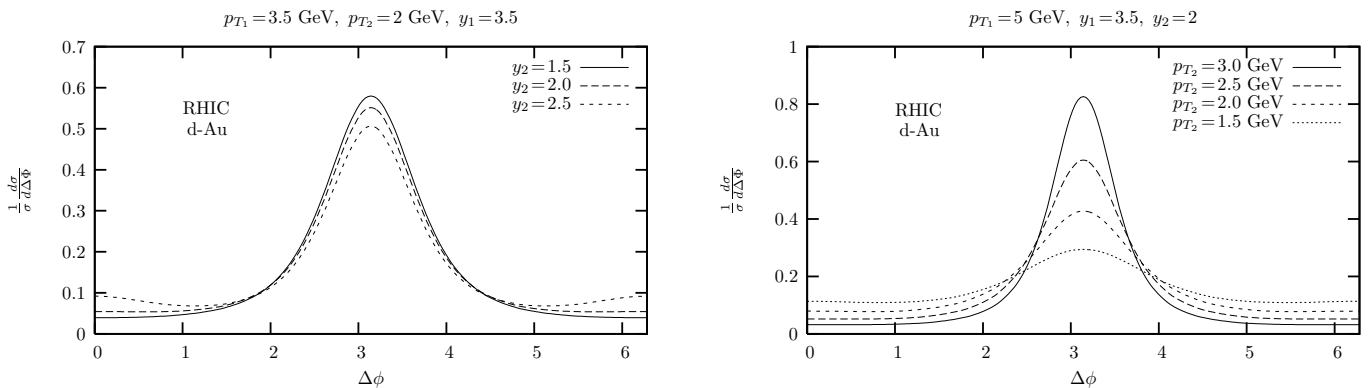 p_{T_1}=3.5 GeV, p_{T_2}=2 GeV, y_1=3.5
0.7
0.6
0.5
0.4
0.3
0.2
0.1
0
y_2=1.5
y_2=2.0
y_2=2.5
RHIC
d-Au
\frac{1}{σ} \frac{dσ}{dΔΦ}
0 1 2 3 4 5 6
Δϕ
p_{T_1}=5 GeV, y_1=3.5, y_2=2
1
0.8
0.6
0.4
0.2
0
p_{T_2}=3.0 GeV
p_{T_2}=2.5 GeV
p_{T_2}=2.0 GeV
p_{T_2}=1.5 GeV
RHIC
d-Au
\frac{1}{σ} \frac{dσ}{dΔΦ}
0 1 2 3 4 5 6
Δϕ